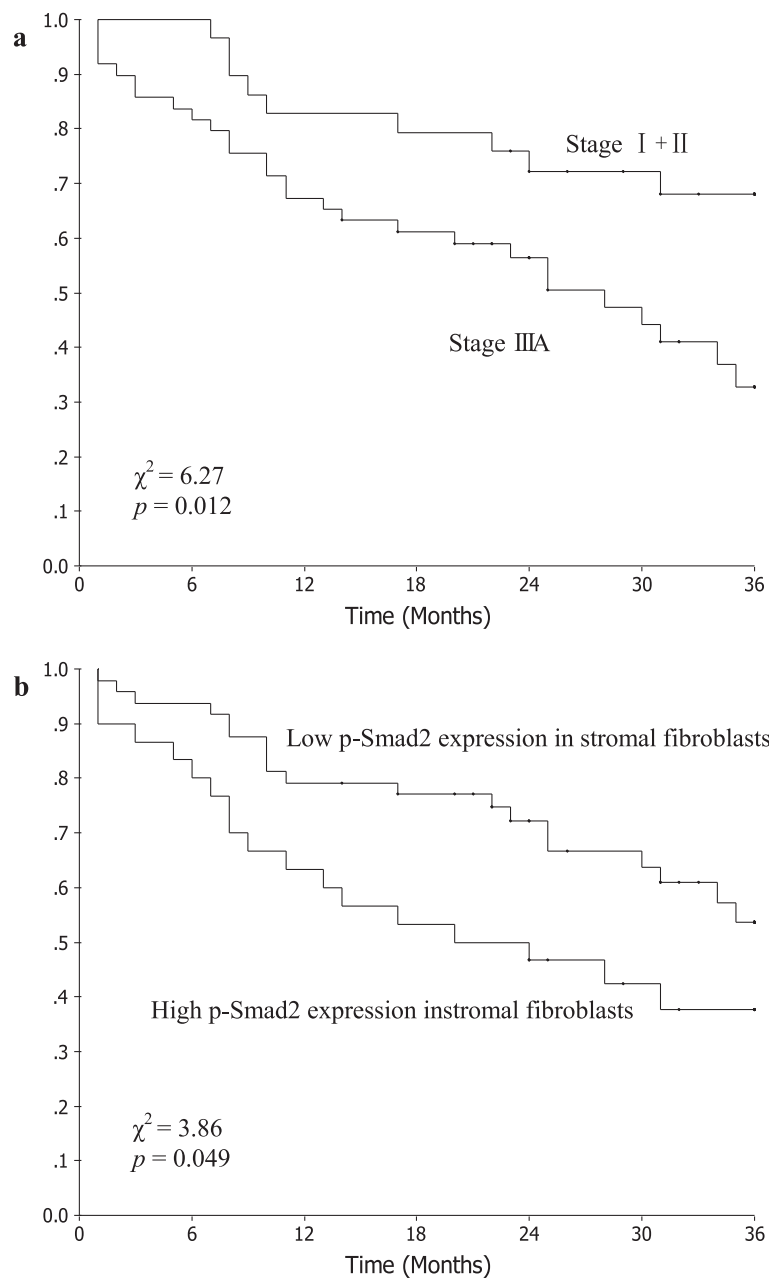 a
1.0
.9
.8
.7
.6
.5
.4
.3
.2
.1
0.0
Stage Ⅰ+Ⅱ
Stage ⅢA
χ² = 6.27
p = 0.012
0 6 12 18 24 30 36
Time (Months)
b
1.0
.9
.8
.7
.6
.5
.4
.3
.2
.1
0.0
Low p-Smad2 expression in stromal fibroblasts
High p-Smad2 expression instromal fibroblasts
χ² = 3.86
p = 0.049
0 6 12 18 24 30 36
Time (Months)